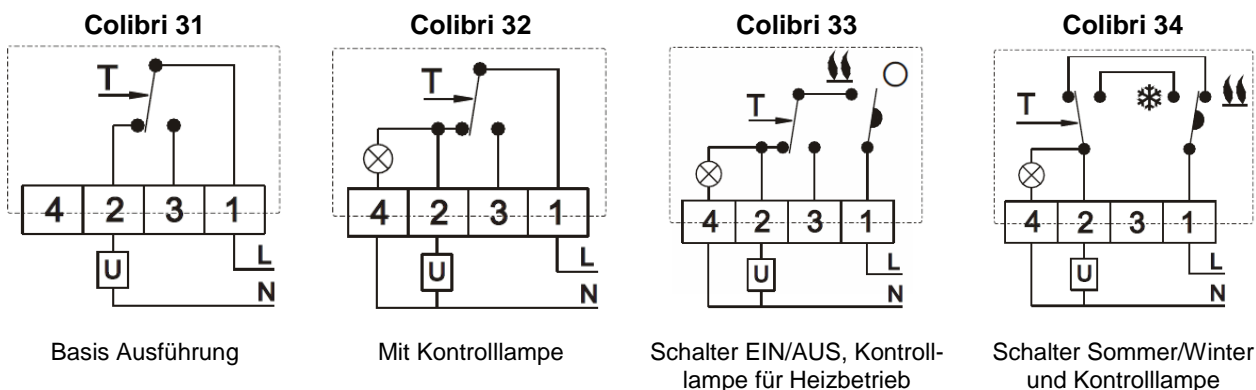 Colibri 31
Colibri 32
Colibri 33
Colibri 34
T
T
T
T
4 2 3 1
4 2 3 1
4 2 3 1
4 2 3 1
U
L
N
U
L
N
U
L
N
U
L
N
Basis Ausführung
Mit Kontrolllampe
Schalter EIN/AUS, Kontroll-
lampe für Heizbetrieb
Schalter Sommer/Winter
und Kontrolllampe